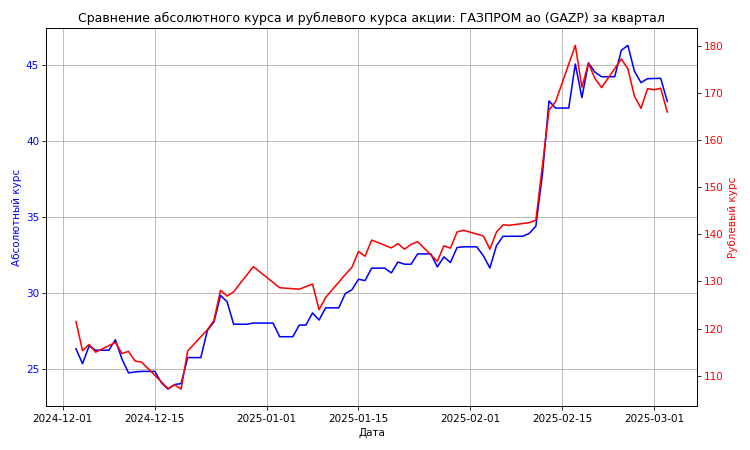 Сравнение абсолютного курса и рублевого курса акции: ГАЗПРОМ ао (GAZP) за квартал
Абсолютный курс
45
40
35
30
25
180
170
160
150
140
130
120
110
Рублевый курс
2024-12-01 2024-12-15 2025-01-01 2025-01-15 2025-02-01 2025-02-15 2025-03-01
Дата